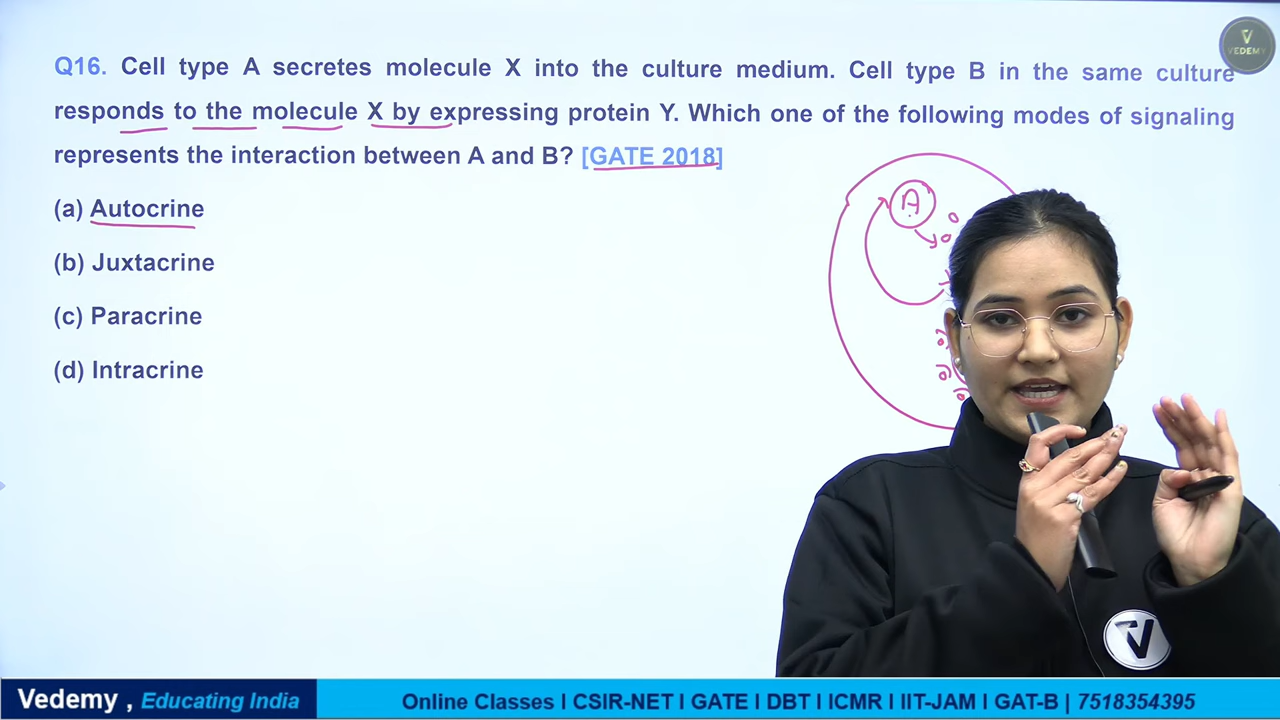 VEDEMY
Q16. Cell type A secretes molecule X into the culture medium. Cell type B in the same culture
responds to the molecule X by expressing protein Y. Which one of the following modes of signaling
represents the interaction between A and B? [GATE 2018]
(a) Autocrine
A
(b) Juxtacrine
(c) Paracrine
(d) Intracrine
Vedemy , Educating India
Online Classes I CSIR-NET I GATE I DBT I ICMR I IIT-JAM I GAT-B | 7518354395